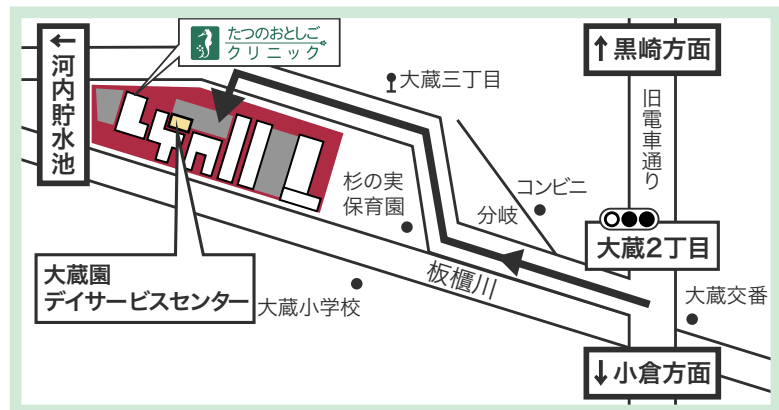 ←河内貯水池
たつのおとしご
クリニック
↑黒崎方面
大蔵三丁目
旧電車通り
杉の実
保育園
コンビニ
分岐
大蔵2丁目
板櫃川
大蔵園
デイサービスセンター
大蔵小学校
大蔵交番
↓小倉方面